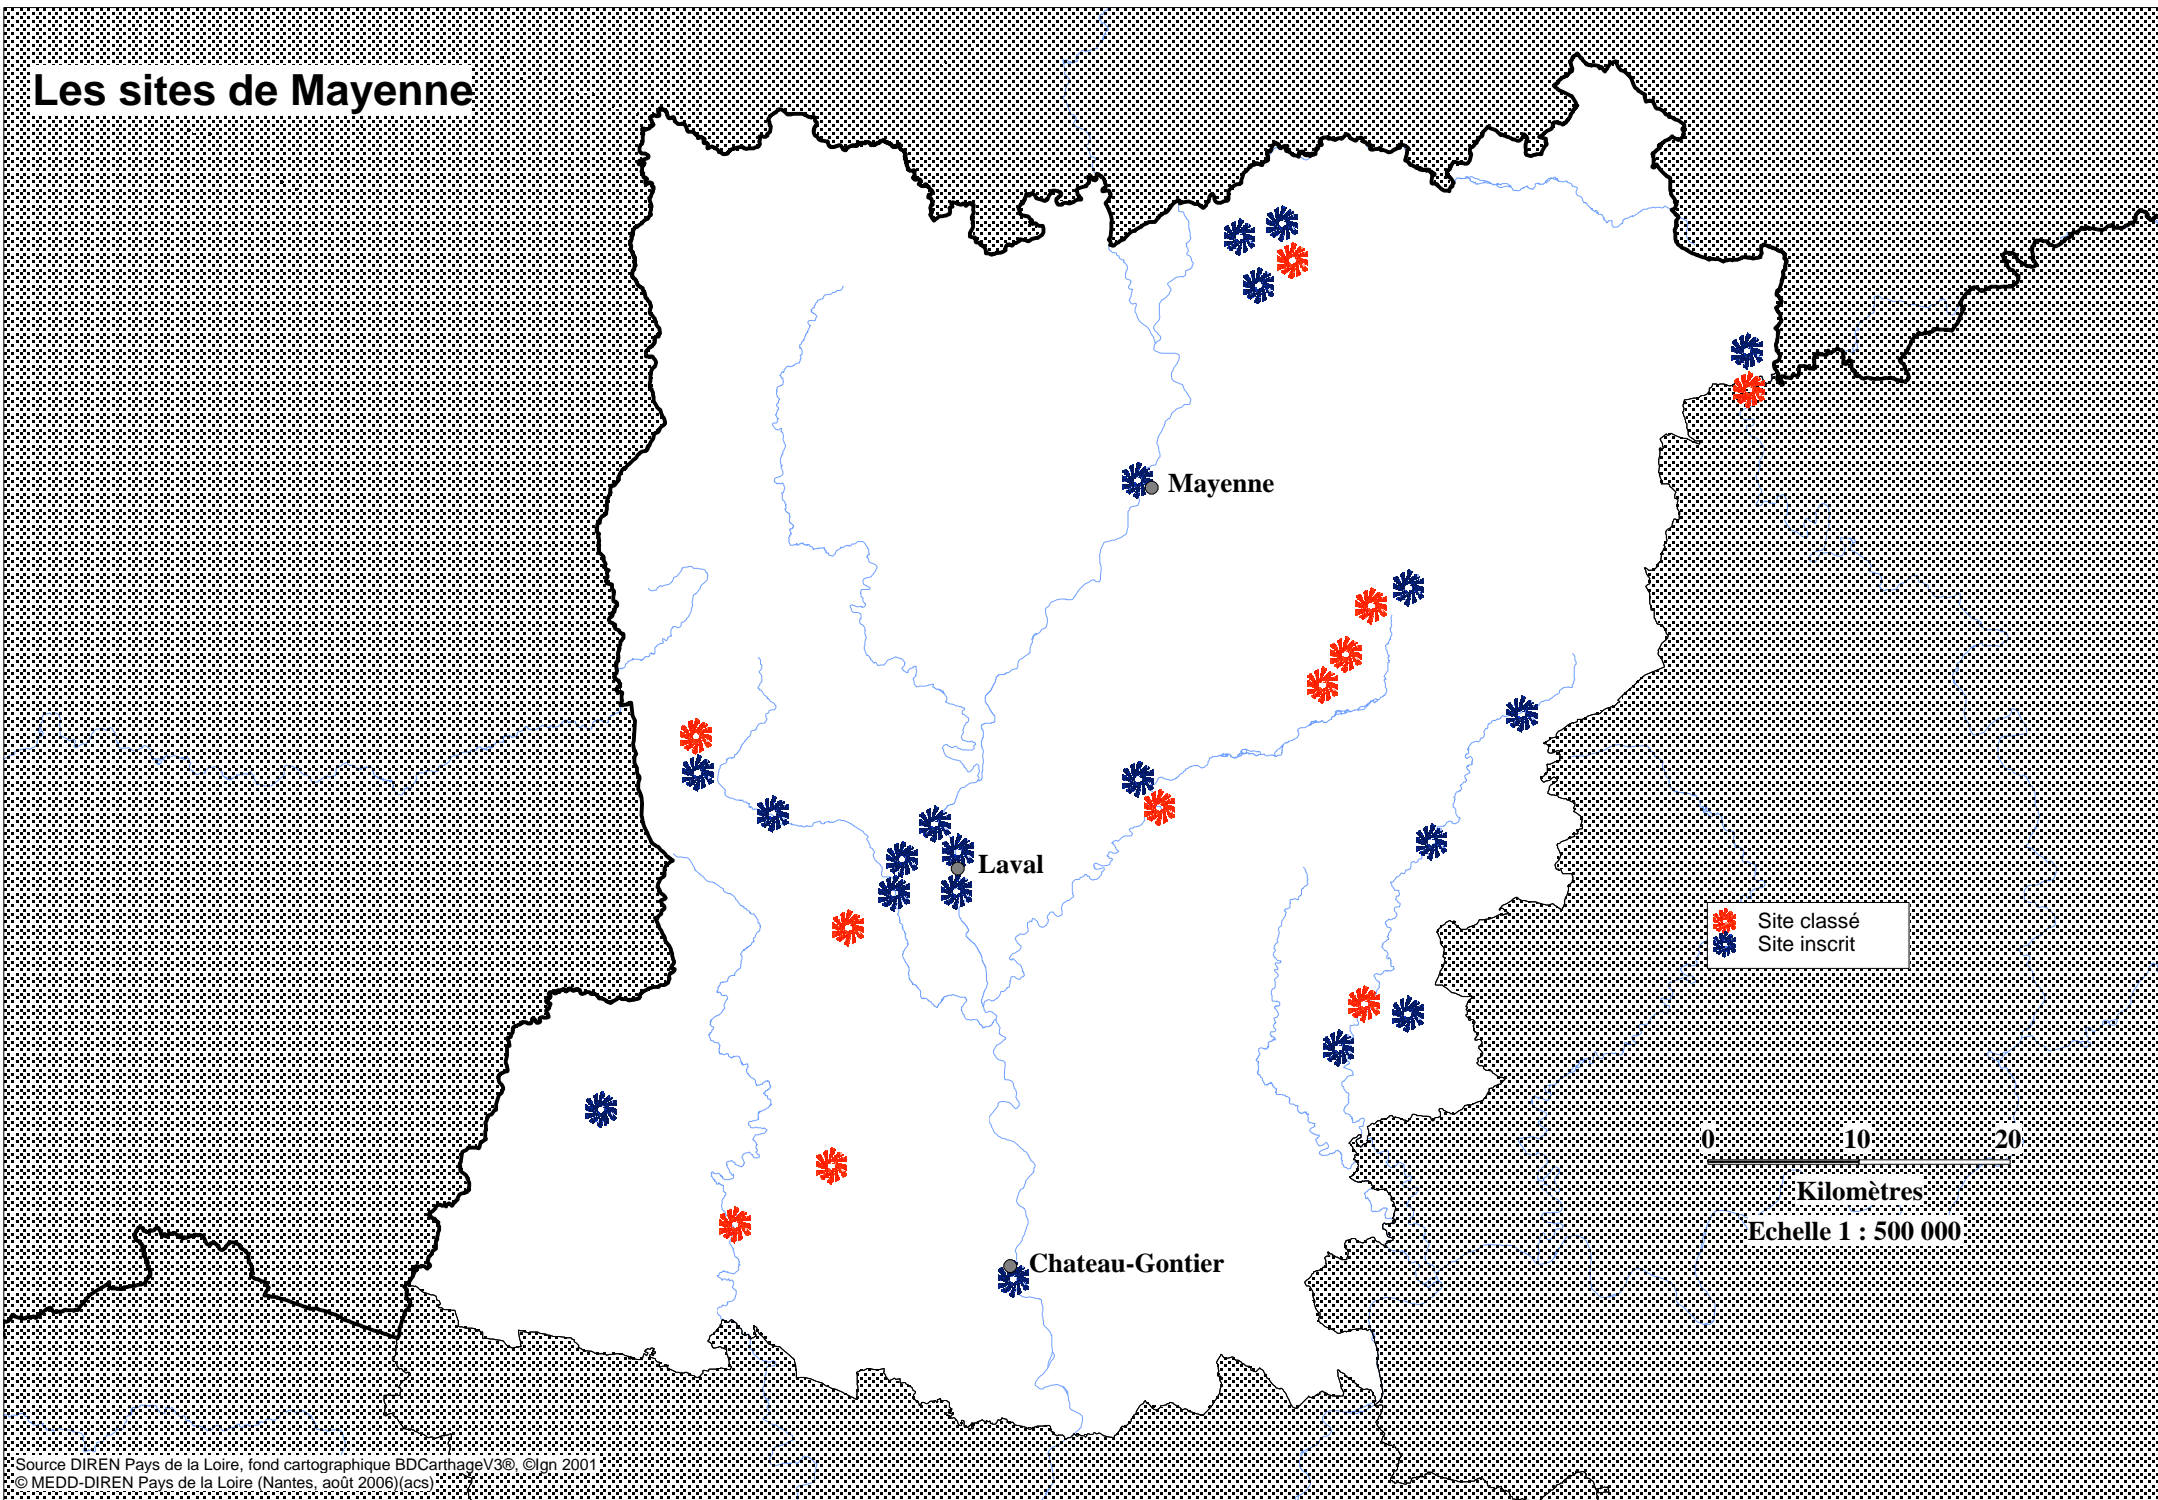 Les sites de Mayenne
Mayenne
Laval
Site classé
Site inscrit
0 10 20
Kilomètres
Echelle 1 : 500 000
Chateau-Gontier
Source DIREN Pays de la Loire, fond cartographique BDCarthageV3®, ©Ign 2001
© MEDD-DIREN Pays de la Loire (Nantes, août 2006)(acs)